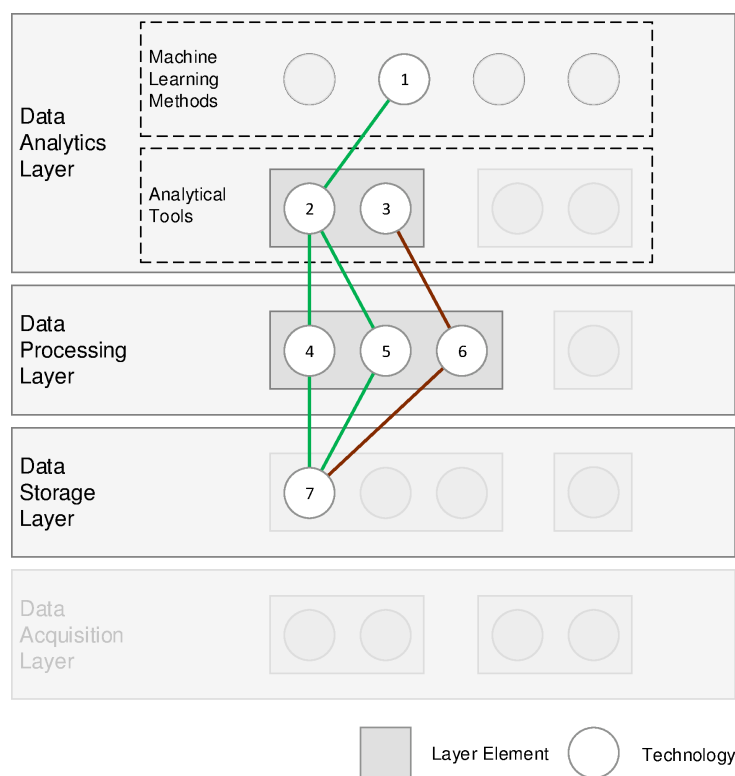 Data
Analytics
Layer
Machine
Learning
Methods
1
Analytical
Tools
2
3
Data
Processing
Layer
4
5
6
Data
Storage
Layer
7
Data
Acquisition
Layer
Layer Element
Technology